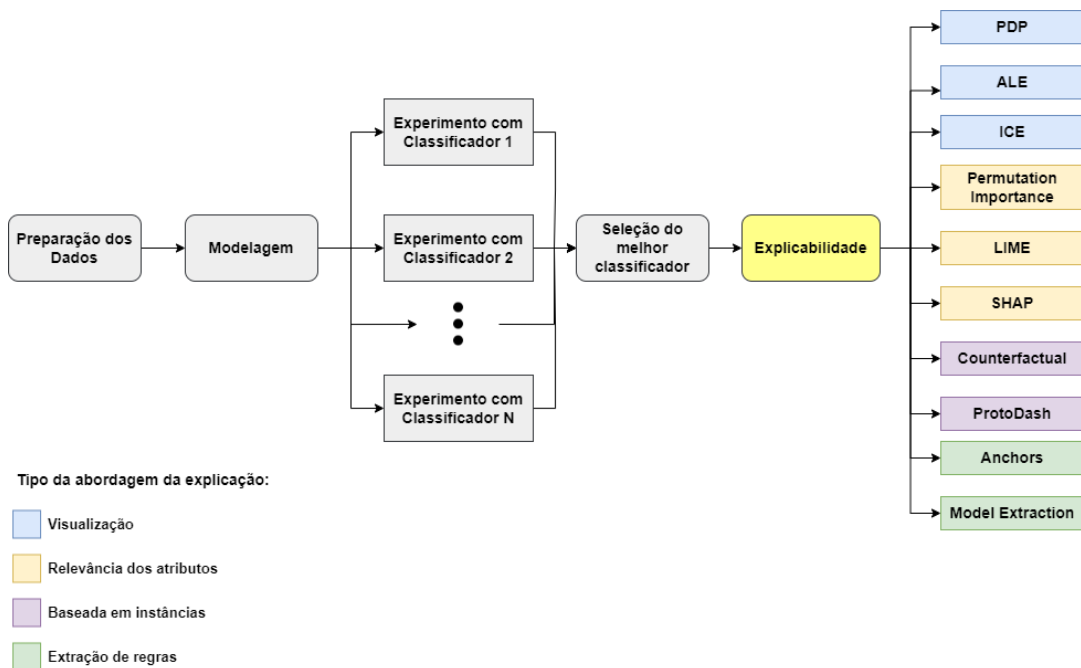 Preparação dos
Dados
Modelagem
Experimento com
Classificador 1
Experimento com
Classificador 2
Experimento com
Classificador N
Seleção do
melhor
classificador
Explicabilidade
PDP
ALE
ICE
Permutation
Importance
LIME
SHAP
Counterfactual
ProtoDash
Anchors
Model Extraction
Tipo da abordagem da explicação:
Visualização
Relevância dos atributos
Baseada em instâncias
Extração de regras